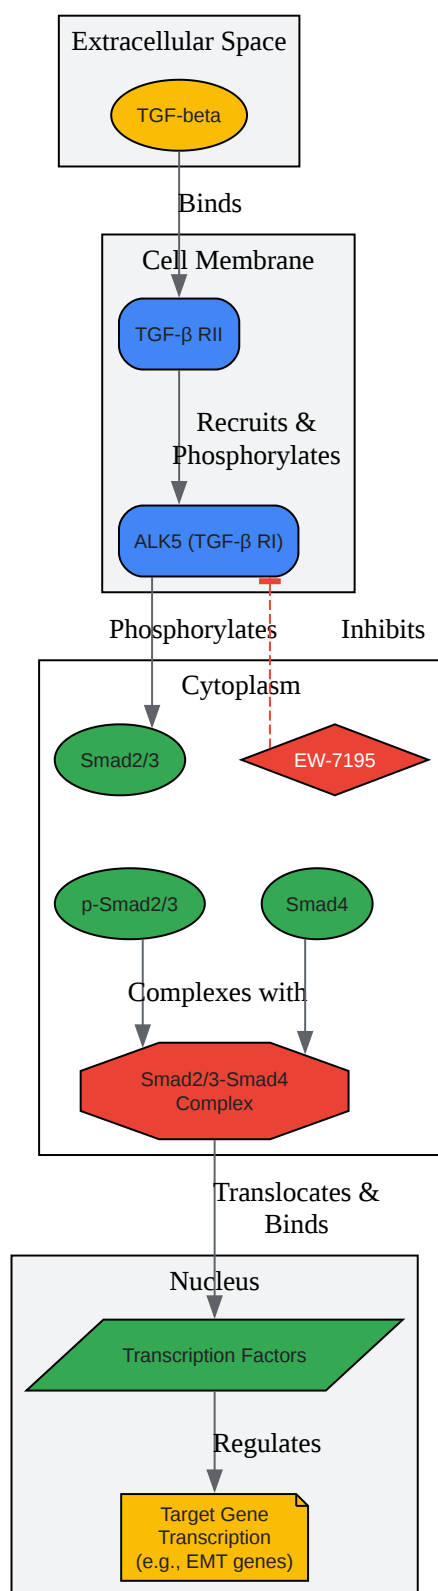 Extracellular Space
TGF-beta
Binds
Cell Membrane
TGF-β RII
Recruits &
Phosphorylates
ALK5 (TGF-β RI)
Phosphorylates
Inhibits
Cytoplasm
Smad2/3
EW-7195
p-Smad2/3
Smad4
Complexes with
Smad2/3-Smad4
Complex
Translocates &
Binds
Nucleus
Transcription Factors
Regulates
Target Gene
Transcription
(e.g., EMT genes)